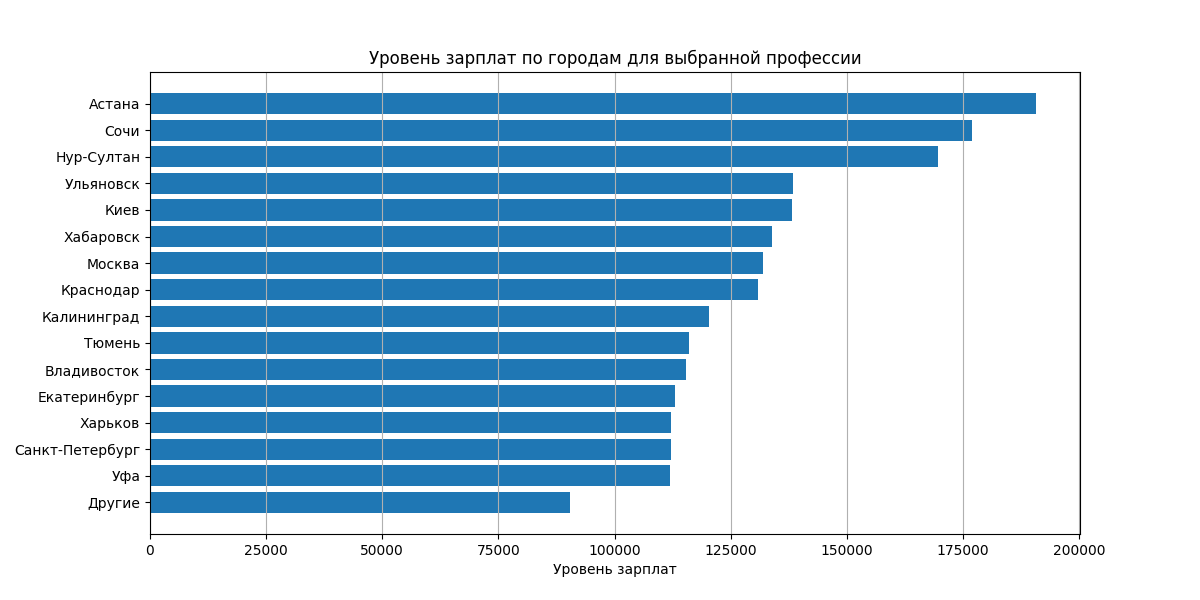 Уровень зарплат по городам для выбранной профессии
Астана
Сочи
Нур-Султан
Ульяновск
Киев
Хабаровск
Москва
Краснодар
Калининград
Тюмень
Владивосток
Екатеринбург
Харьков
Санкт-Петербург
Уфа
Другие
0 25000 50000 75000 100000 125000 150000 175000 200000
Уровень зарплат